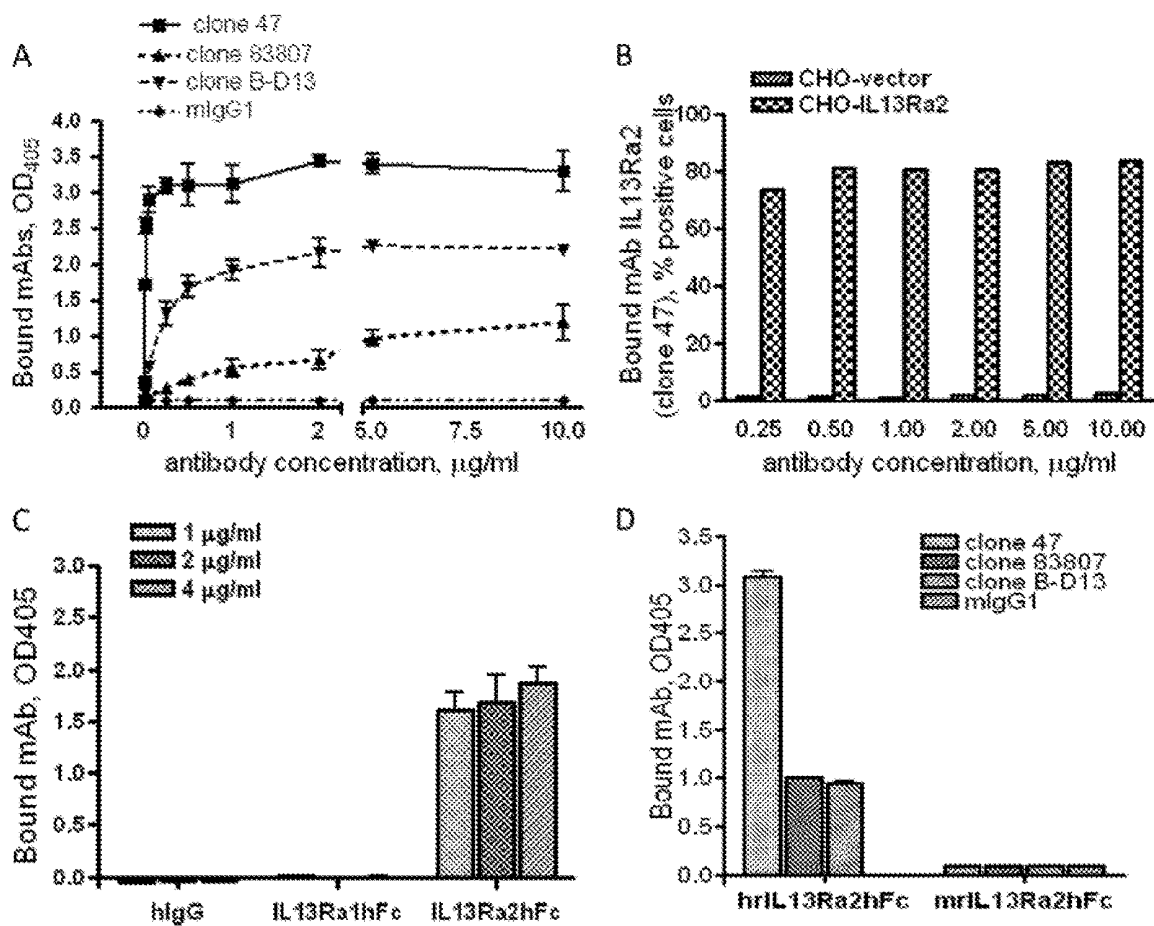 A
clone 47
clone 83807
clone B-D13
mIgG1
Bound mAbs, OD405
4.0
3.5
3.0
2.5
2.0
1.5
1.0
0.5
0.0
0 1 2 5.0 7.5 10.0
antibody concentration, µg/ml
B
CHO-vector
CHO-IL13Ra2
Bound mAb IL13Ra2
(clone 47), % positive cells
100
80
60
40
20
0
0.25 0.50 1.00 2.00 5.00 10.00
antibody concentration, µg/ml
C
1 µg/ml
2 µg/ml
4 µg/ml
Bound mAb, OD405
3.0
2.5
2.0
1.5
1.0
0.5
0.0
hIgG IL13Ra1hFc IL13Ra2hFc
D
clone 47
clone 83807
clone B-D13
mIgG1
Bound mAb, OD405
3.5
3.0
2.5
2.0
1.5
1.0
0.5
0.0
hrIL13Ra2hFc mrIL13Ra2hFc